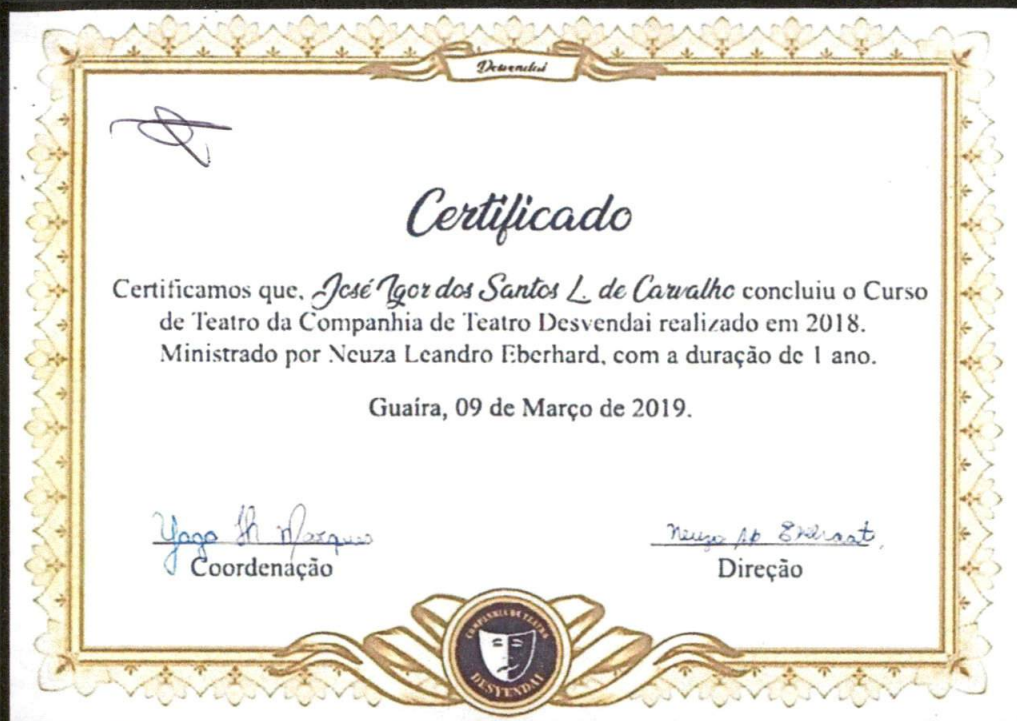 Desvendai
Certificado
Certificamos que, José Igor dos Santos L. de Carvalho concluiu o Curso
de Teatro da Companhia de Teatro Desvendai realizado em 2018.
Ministrado por Neuza Leandro Eberhard, com a duração de 1 ano.
Guaíra, 09 de Março de 2019.
Yago Th Marques
Neuza
Coordenação
Direção
COMPANHIA DE TEATRO
DESVENDAI